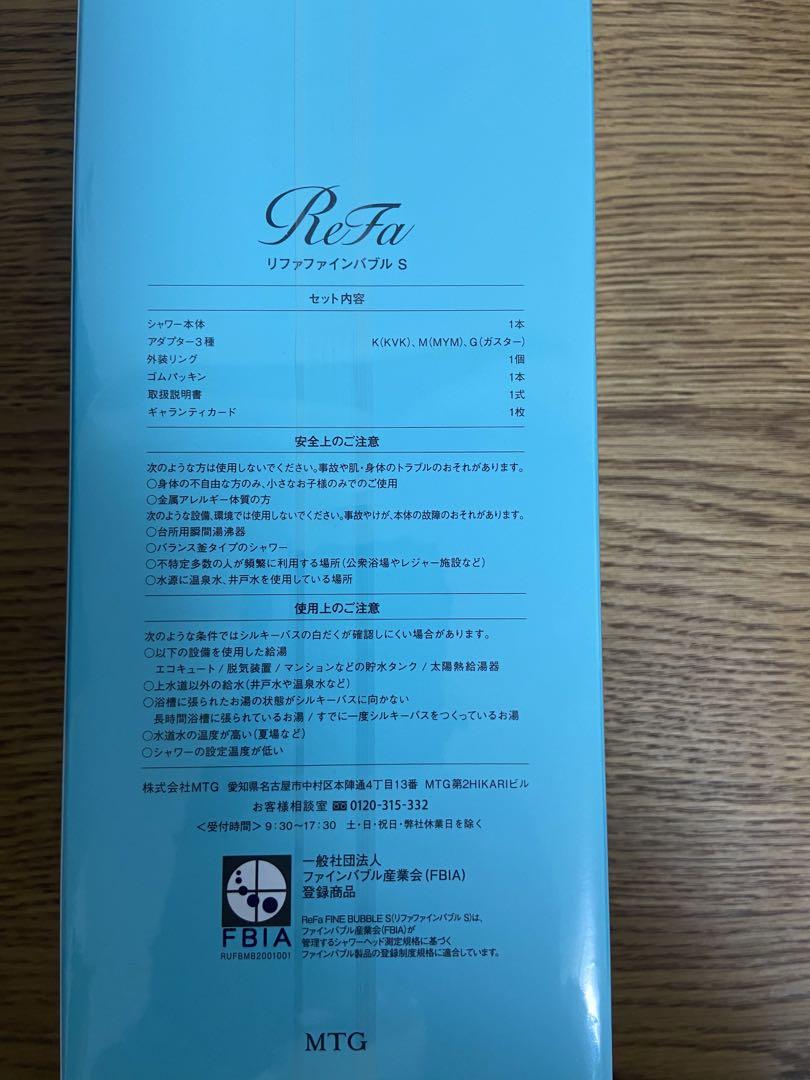 ReFa
リファファインバブル S
セット内容
シャワー本体 1本
アダプター3種 K(KVK)、M(MYM)、G(ガスター)
外装リング 1個
ゴムパッキン 1本
取扱説明書 1式
ギャランティカード 1枚
安全上のご注意
次のような方は使用しないでください。事故や肌・身体のトラブルのおそれがあります。
○身体の不自由な方のみ、小さなお子様のみでのご使用
○金属アレルギー体質の方
次のような設備、環境では使用しないでください。事故やけが、本体の故障のおそれがあります。
○台所用瞬間湯沸器
○バランス釜タイプのシャワー
○不特定多数の人が頻繁に利用する場所(公衆浴場やレジャー施設など)
○水源に温泉水、井戸水を使用している場所
使用上のご注意
次のような条件ではシルキーバスの白だくが確認しにくい場合があります。
○以下の設備を使用した給湯
エコキュート / 脱気装置 / マンションなどの貯水タンク / 太陽熱給湯器
○上水道以外の給水(井戸水や温泉水など)
○浴槽に張られたお湯の状態がシルキーバスに向かない
長時間浴槽に張られているお湯 / すでに一度シルキーバスをつくっているお湯
○水道水の温度が高い(夏場など)
○シャワーの設定温度が低い
株式会社MTG 愛知県名古屋市中村区本陣通4丁目13番 MTG第2HIKARIビル
お客様相談室 0120-315-332
<受付時間> 9:30~17:30 土・日・祝日・弊社休業日を除く
一般社団法人
ファインバブル産業会(FBIA)
登録商品
FBIA
RUFBMB2001001
ReFa FINE BUBBLE S(リファファインバブル S)は、
ファインバブル産業会(FBIA)が
管理するシャワーヘッド測定規格に基づく
ファインバブル製品の登録制度規格に適合しています。
MTG